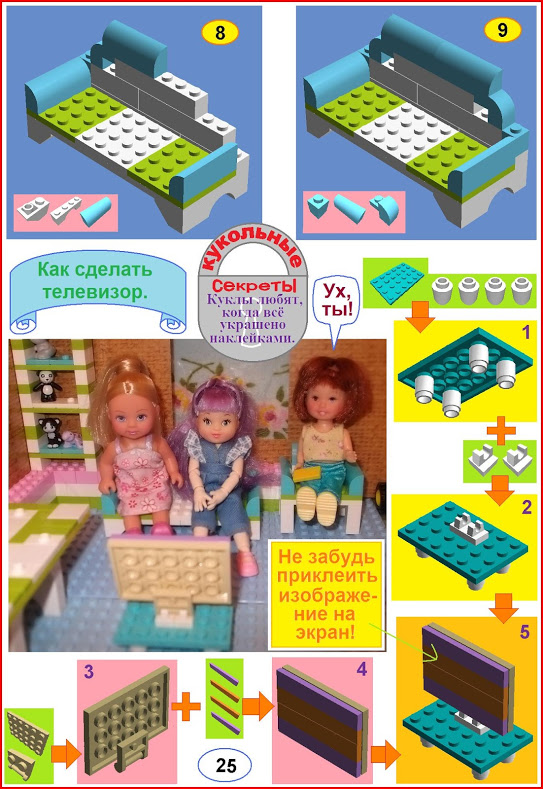 8
9
кукольные
Секреты
Куклы любят,
когда всё
украшено
наклейками.
Как сделать
телевизор.
Ух,
ты!
1
2
Не забудь
приклеить
изображе-
ние на
экран!
5
3
4
25